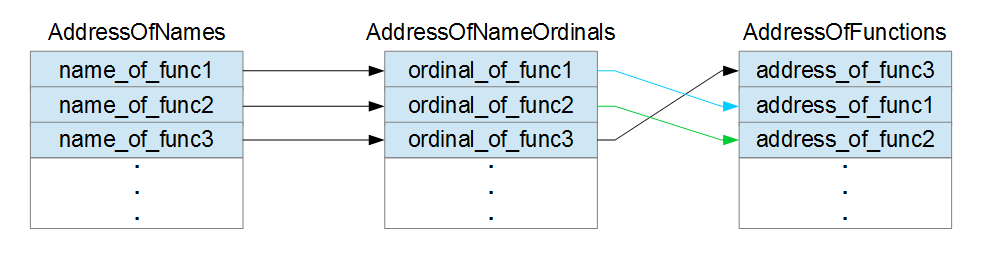 AddressOfNames AddressOfNameOrdinals AddressOfFunctions
name_of_func1 ordinal_of_func1 address_of_func3
name_of_func2 ordinal_of_func2 address_of_func1
name_of_func3 ordinal_of_func3 address_of_func2
. . .
. . .
. . .